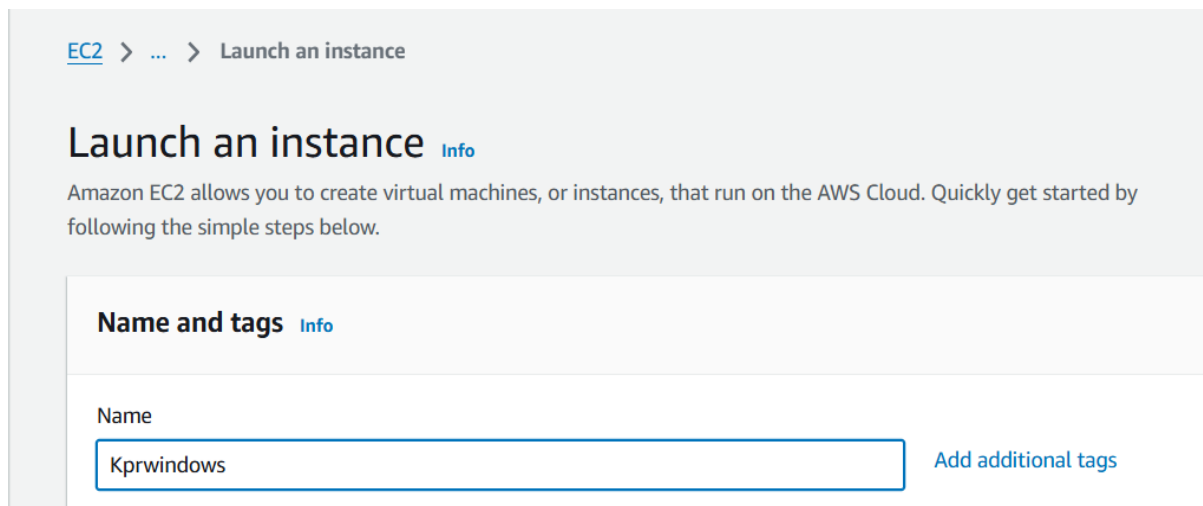 EC2 > ... > Launch an instance
Launch an instance Info
Amazon EC2 allows you to create virtual machines, or instances, that run on the AWS Cloud. Quickly get started by
following the simple steps below.
Name and tags Info
Name
Kprwindows Add additional tags